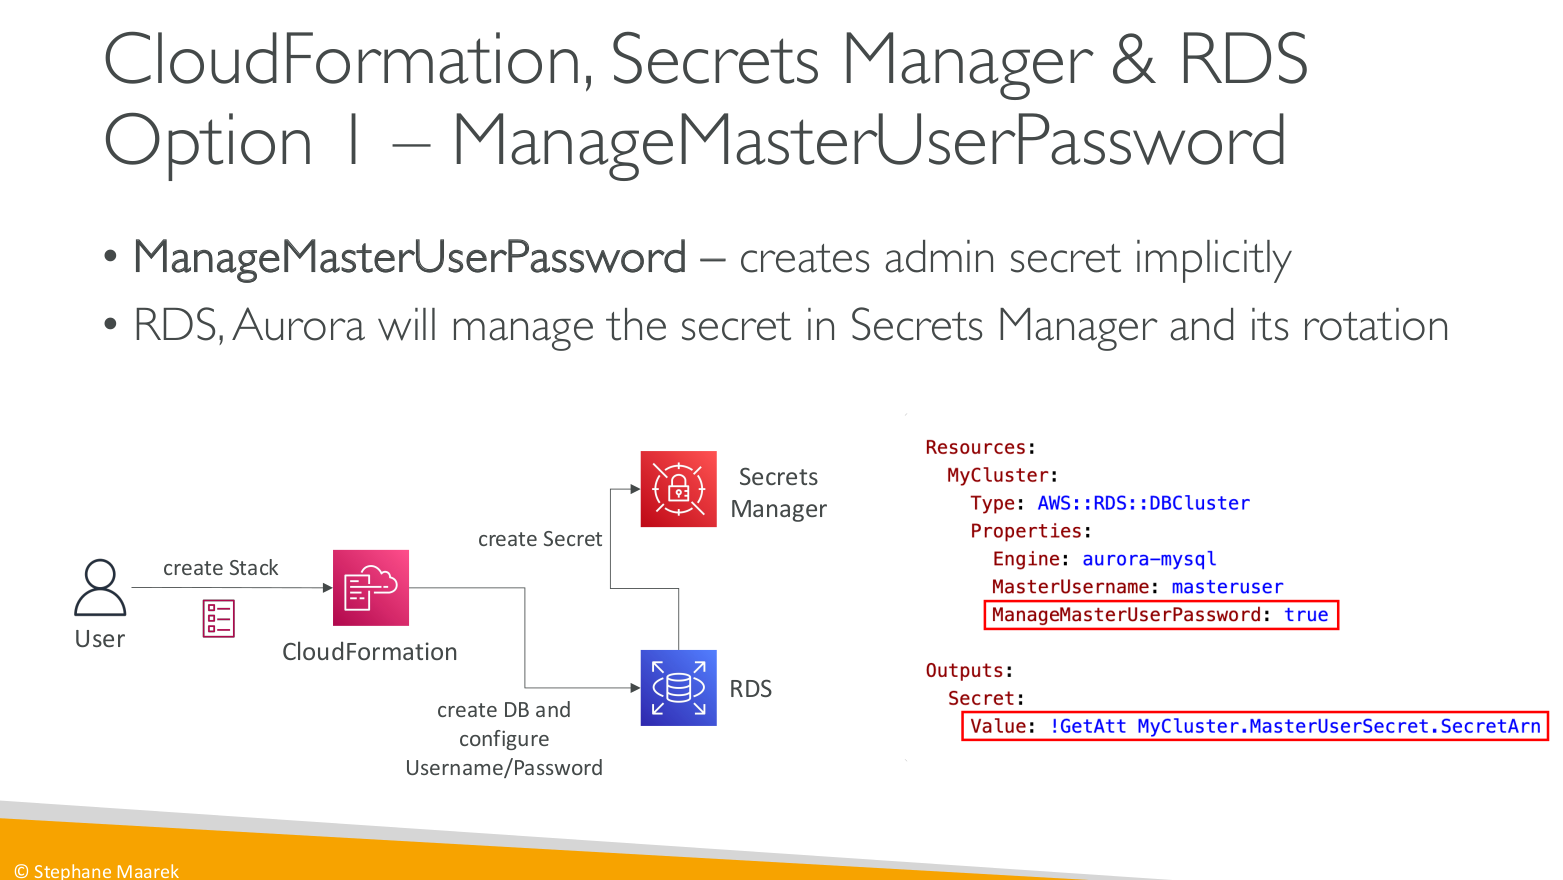 CloudFormation, Secrets Manager & RDS
Option 1 – ManageMasterUserPassword
• ManageMasterUserPassword – creates admin secret implicitly
• RDS, Aurora will manage the secret in Secrets Manager and its rotation
User
create Stack
CloudFormation
create Secret
Secrets
Manager
create DB and
configure
Username/Password
RDS
Resources:
  MyCluster:
    Type: AWS::RDS::DBCluster
    Properties:
      Engine: aurora-mysql
      MasterUsername: masteruser
      ManageMasterUserPassword: true
Outputs:
  Secret:
    Value: !GetAtt MyCluster.MasterUserSecret.SecretArn
© Stephane Maarek